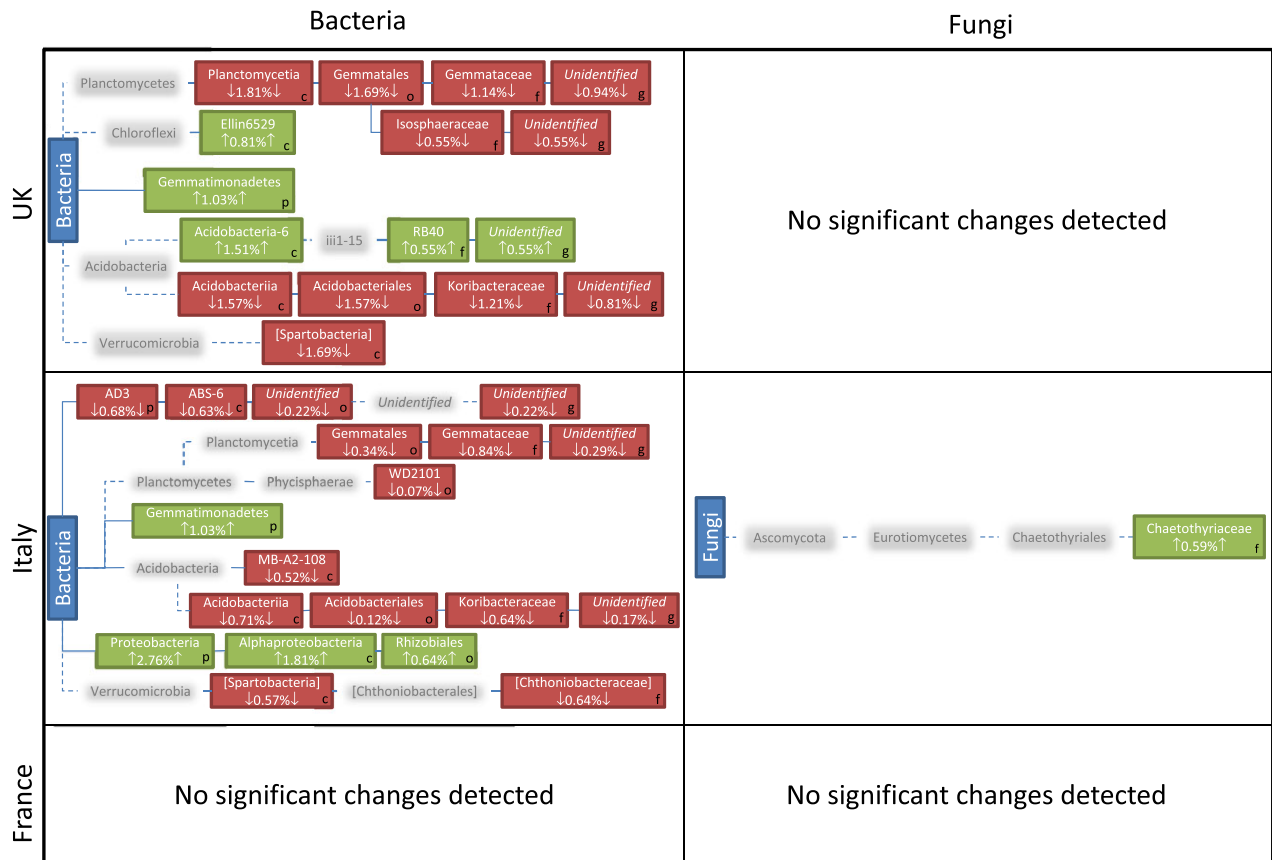 Bacteria
Fungi
UK
Bacteria
Planctomycetes
Planctomycetia
↓1.81%↓ c
Gemmatales
↓1.69%↓ o
Gemmataceae
↓1.14%↓ f
Unidentified
↓0.94%↓ g
Isosphaeraceae
↓0.55%↓ f
Unidentified
↓0.55%↓ g
Chloroflexi
Ellin6529
↑0.81%↑ c
Gemmatimonadetes
↑1.03%↑ p
Acidobacteria
Acidobacteria-6
↑1.51%↑ c
iii1-15
RB40
↑0.55%↑ f
Unidentified
↑0.55%↑ g
Acidobacteriia
↓1.57%↓ c
Acidobacteriales
↓1.57%↓ o
Koribacteraceae
↓1.21%↓ f
Unidentified
↓0.81%↓ g
Verrucomicrobia
[Spartobacteria]
↓1.69%↓ c
No significant changes detected
Italy
Bacteria
AD3
↓0.68%↓ p
ABS-6
↓0.63%↓ c
Unidentified
↓0.22%↓ o
Unidentified
Unidentified
↓0.22%↓ g
Planctomycetia
Gemmatales
↓0.34%↓ o
Gemmataceae
↓0.84%↓ f
Unidentified
↓0.29%↓ g
Planctomycetes
Phycisphaerae
WD2101
↓0.07%↓ o
Gemmatimonadetes
↑1.03%↑ p
Acidobacteria
MB-A2-108
↓0.52%↓ c
Acidobacteriia
↓0.71%↓ c
Acidobacteriales
↓0.12%↓ o
Koribacteraceae
↓0.64%↓ f
Unidentified
↓0.17%↓ g
Proteobacteria
↑2.76%↑ p
Alphaproteobacteria
↑1.81%↑ c
Rhizobiales
↑0.64%↑ o
Verrucomicrobia
[Spartobacteria]
↓0.57%↓ c
[Chthoniobacterales]
[Chthoniobacteraceae]
↓0.64%↓ f
Fungi
Ascomycota
Eurotiomycetes
Chaetothyriales
Chaetothyriaceae
↑0.59%↑ f
France
No significant changes detected
No significant changes detected